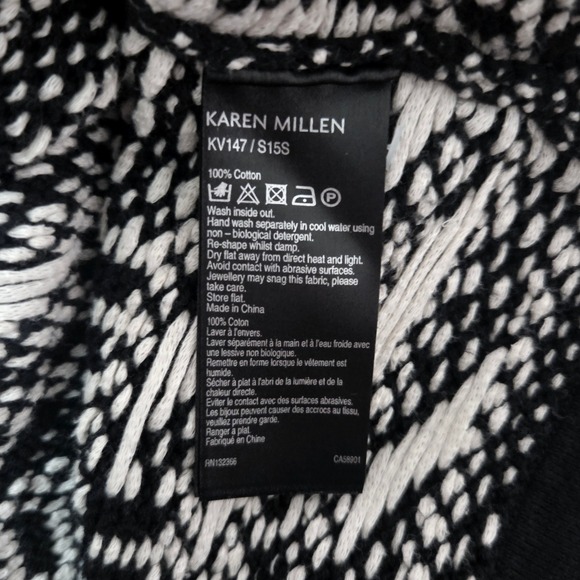 KAREN MILLEN
KV147 / S15S
100% Cotton
P
Wash inside out.
Hand wash separately in cool water using
non - biological detergent.
Re-shape whilst damp.
Dry flat away from direct heat and light.
Avoid contact with abrasive surfaces.
Jewellery may snag this fabric, please
take care.
Store flat.
Made in China
100% Coton
Laver à l'envers.
Laver séparément à la main et à l'eau froide avec
une lessive non biologique.
Remettre en forme lorsque le vêtement est
humide.
Sécher à plat à l'abri de la lumière et de la
chaleur directe.
Eviter le contact avec des surfaces abrasives.
Les bijoux peuvent causer des accrocs au tissu,
veuillez prendre garde.
Ranger a plat.
Fabriqué en Chine
RN132366 CA58901